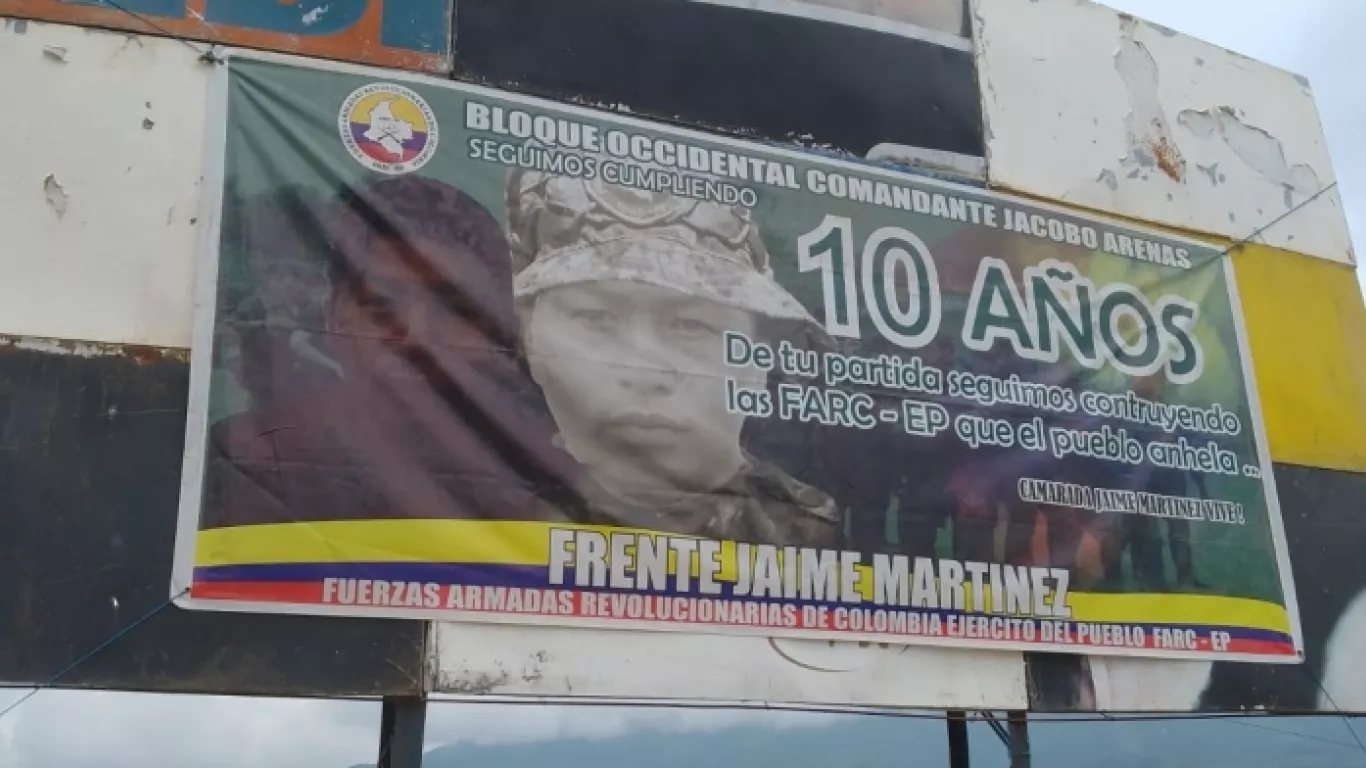 BLOQUE OCCIDENTAL COMANDANTE JACOBO ARENAS
SEGUIMOS CUMPLIENDO
10 AÑOS
De tu partida seguimos contruyendo
las FARC - EP que el pueblo anhela ...
CAMARADA JAIME MARTINEZ VIVE !
FRENTE JAIME MARTINEZ
FUERZAS ARMADAS REVOLUCIONARIAS DE COLOMBIA EJERCITO DEL PUEBLO FARC - EP